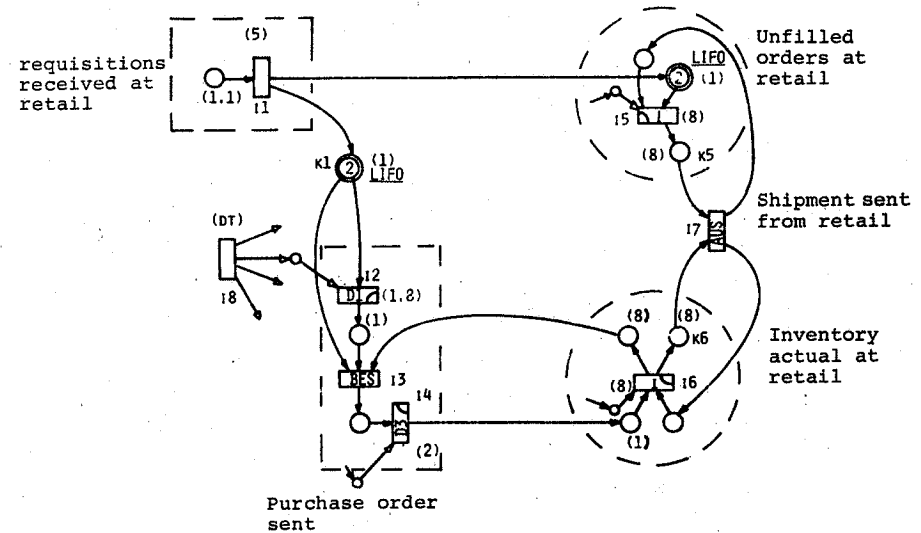 requisitions
received at
retail
(5)
(1.1)
I1
Unfilled
orders at
retail
LIFO
2
(1)
I5
I
(8)
(8)
K5
K1
2
(1)
LIFO
Shipment sent
from retail
I7
AUS
(DT)
I8
I2
D
(1.8)
(1)
BES
I3
I4
D3
(2)
Purchase order
sent
(8)
(8)
K6
(8)
I
I6
(1)
Inventory
actual at
retail